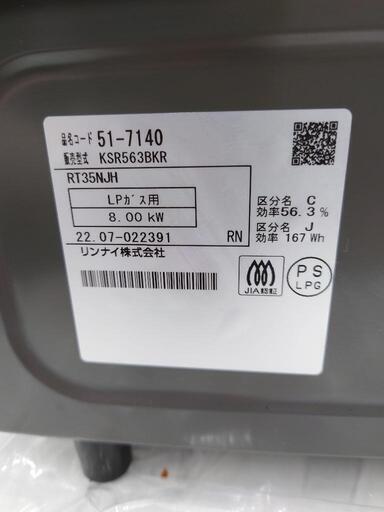 品名コード 51-7140
販売型式 KSR563BKR
RT35NJH
LPガス用
8.00 kW
22.07-022391 RN
リンナイ株式会社
区分名 C
効率56.3%
区分名 J
効率 167 Wh
JIA認証
PS
LPG